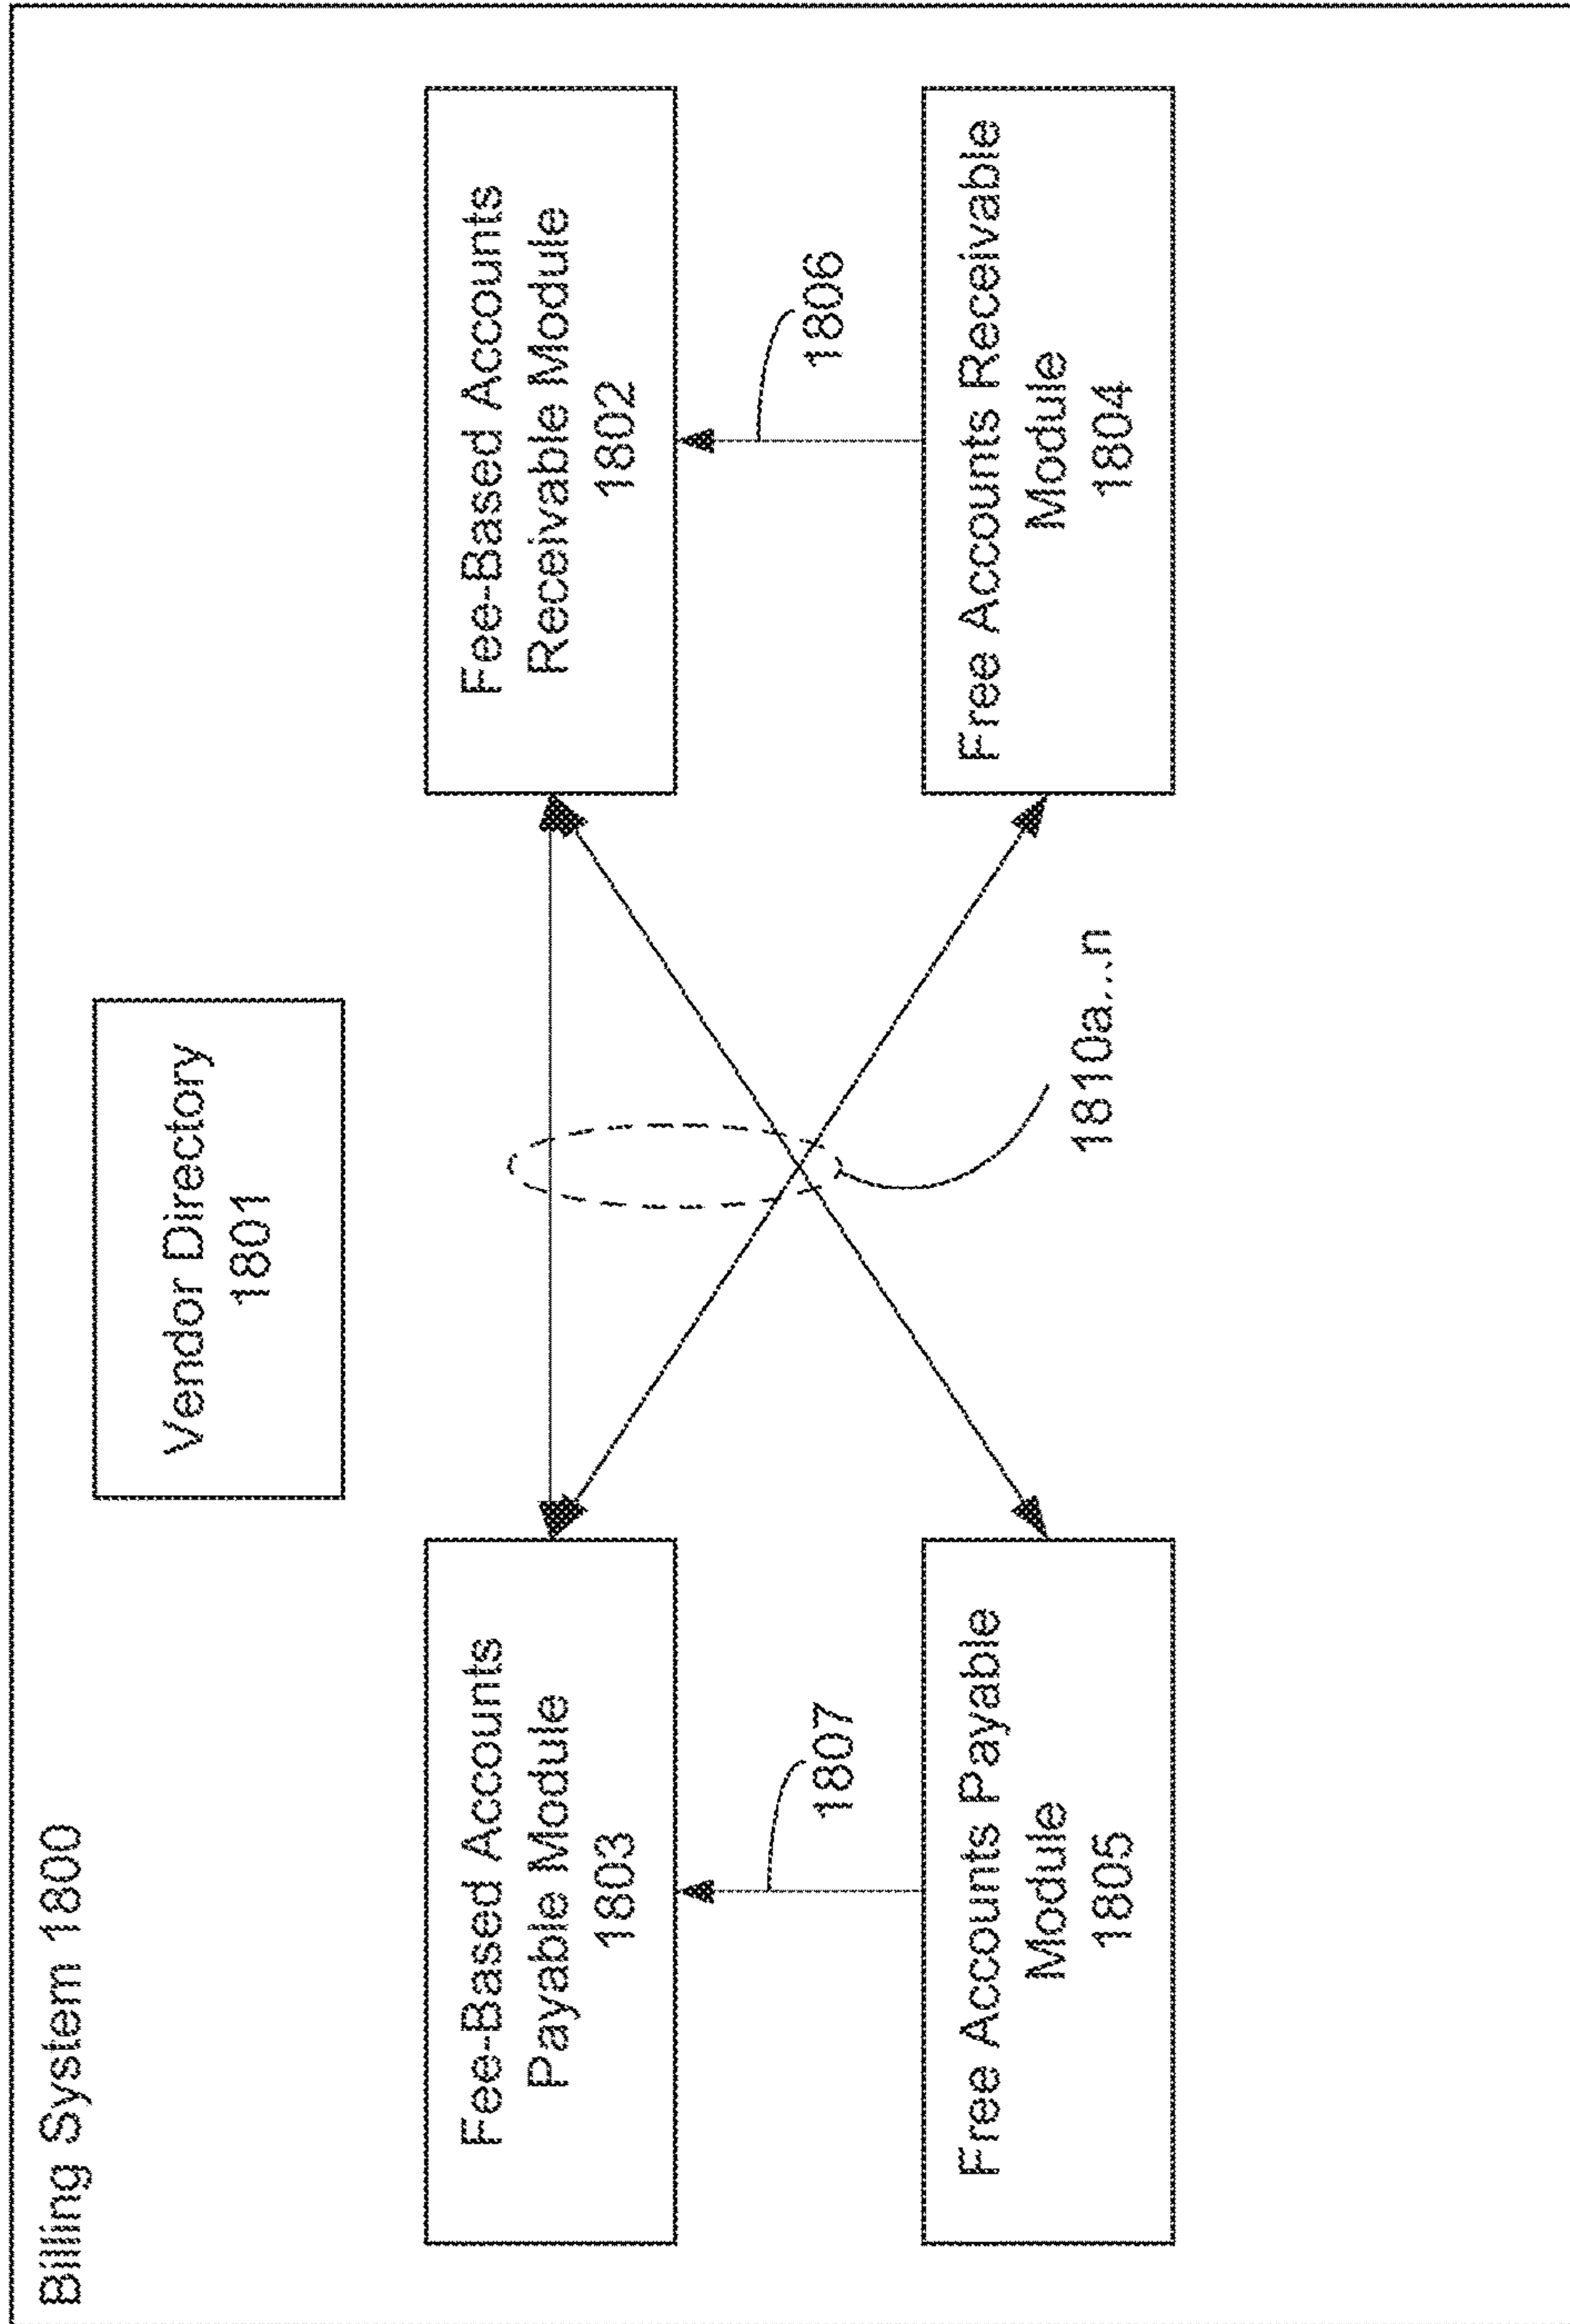 Billing System 1800
Vendor Directory
1801
Fee-Based Accounts
Payable Module
1803
Fee-Based Accounts
Receivable Module
1802
1807
1806
1810a...n
Free Accounts Payable
Module
1805
Free Accounts Receivable
Module
1804